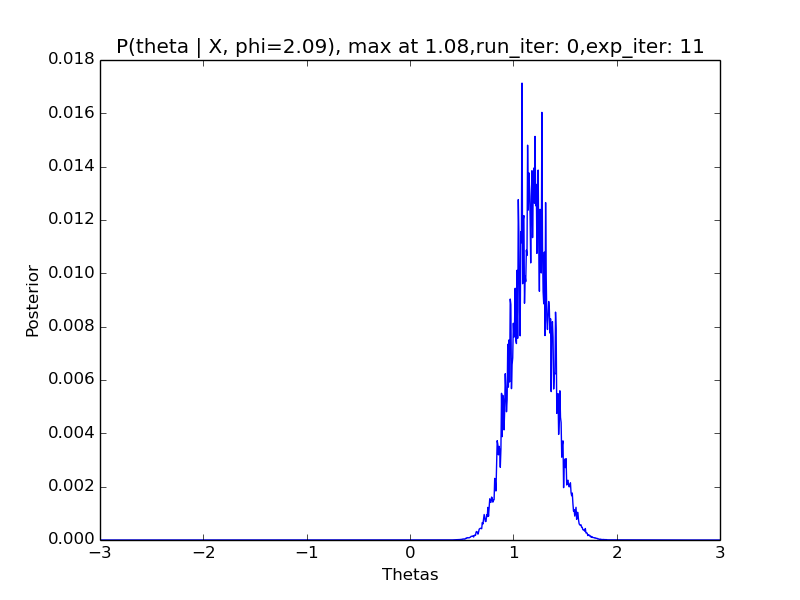 P(theta | X, phi=2.09), max at 1.08,run_iter: 0,exp_iter: 11
0.018
0.016
0.014
0.012
0.010
0.008
0.006
0.004
0.002
0.000
Posterior
−3 −2 −1 0 1 2 3
Thetas